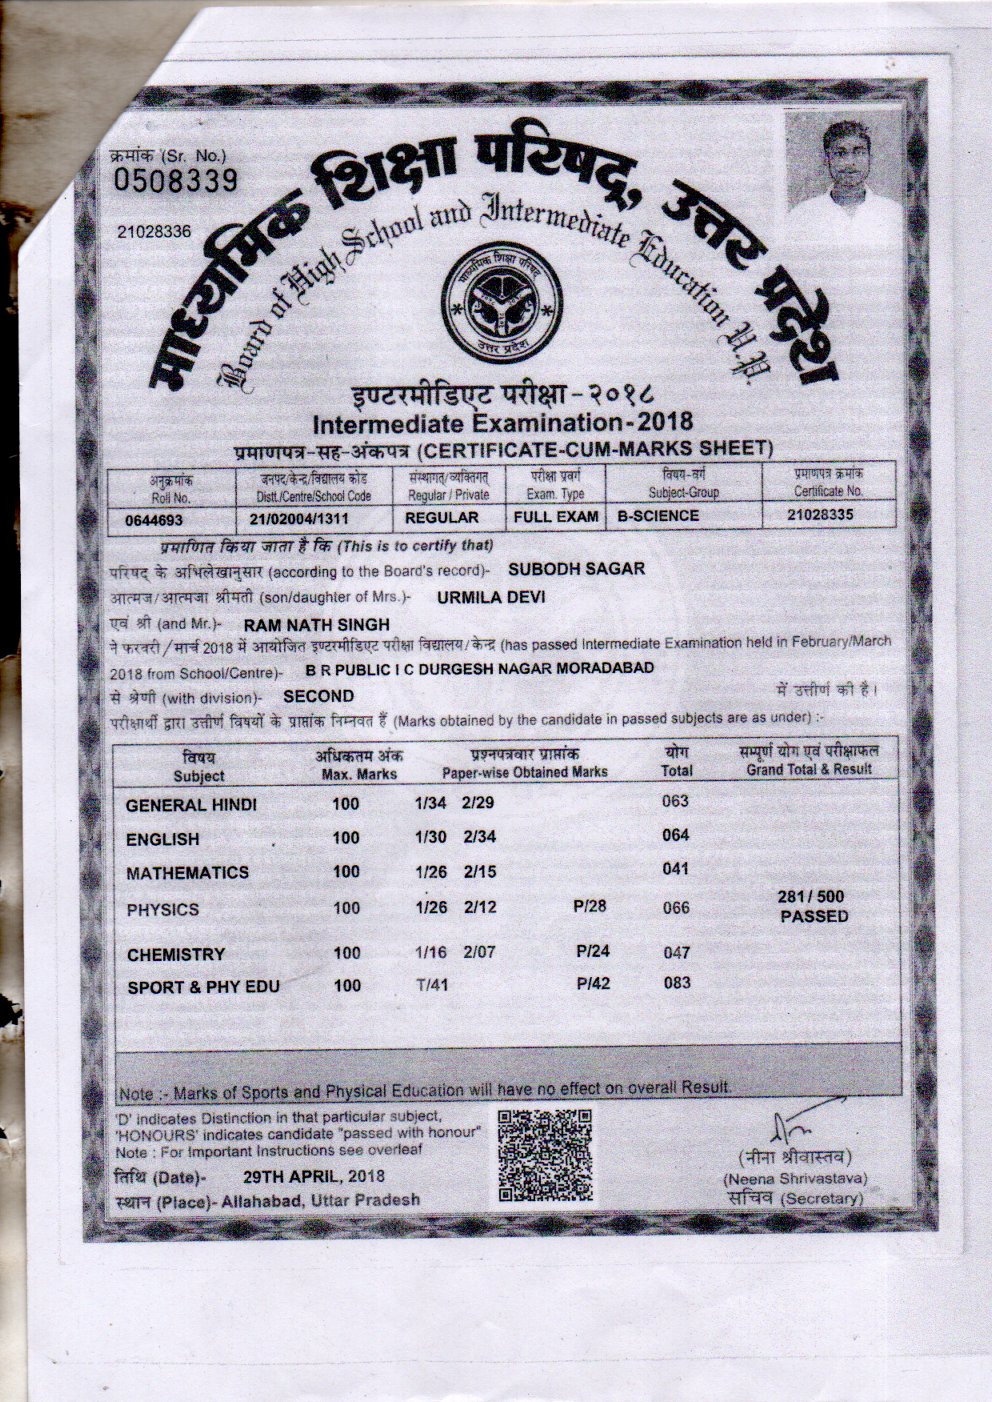 क्रमांक (Sr. No.)
0508339
21028336
माध्यमिक शिक्षा परिषद्, उत्तर प्रदेश
Board of High School and Intermediate Education U.P.
माध्यमिक शिक्षा परिषद
उत्तर प्रदेश
इण्टरमीडिएट परीक्षा - २०१८
Intermediate Examination - 2018
प्रमाणपत्र-सह-अंकपत्र (CERTIFICATE-CUM-MARKS SHEET)
अनुक्रमांक जनपद/केन्द्र/विद्यालय कोड संस्थागत/व्यक्तिगत परीक्षा प्रवर्ग विषय-वर्ग प्रमाणपत्र क्रमांक
Roll No. Distt./Centre/School Code Regular / Private Exam. Type Subject-Group Certificate No.
0644693 21/02004/1311 REGULAR FULL EXAM B-SCIENCE 21028335
प्रमाणित किया जाता है कि (This is to certify that)
परिषद् के अभिलेखानुसार (according to the Board's record)- SUBODH SAGAR
आत्मज/आत्मजा श्रीमती (son/daughter of Mrs.)- URMILA DEVI
एवं श्री (and Mr.)- RAM NATH SINGH
ने फरवरी/मार्च 2018 में आयोजित इण्टरमीडिएट परीक्षा विद्यालय/केन्द्र (has passed Intermediate Examination held in February/March
2018 from School/Centre)- B R PUBLIC I C DURGESH NAGAR MORADABAD
से श्रेणी (with division)- SECOND में उत्तीर्ण की है।
परीक्षार्थी द्वारा उत्तीर्ण विषयों के प्राप्तांक निम्नवत हैं (Marks obtained by the candidate in passed subjects are as under) :-
विषय अधिकतम अंक प्रश्नपत्रवार प्राप्तांक योग सम्पूर्ण योग एवं परीक्षाफल
Subject Max. Marks Paper-wise Obtained Marks Total Grand Total & Result
GENERAL HINDI 100 1/34 2/29 063
ENGLISH 100 1/30 2/34 064
MATHEMATICS 100 1/26 2/15 041
PHYSICS 100 1/26 2/12 P/28 066 281/ 500
PASSED
CHEMISTRY 100 1/16 2/07 P/24 047
SPORT & PHY EDU 100 T/41 P/42 083
Note :- Marks of Sports and Physical Education will have no effect on overall Result.
'D' indicates Distinction in that particular subject,
'HONOURS' indicates candidate "passed with honour"
Note : For Important Instructions see overleaf
तिथि (Date)- 29TH APRIL, 2018
स्थान (Place)- Allahabad, Uttar Pradesh
(नीना श्रीवास्तव)
(Neena Shrivastava)
सचिव (Secretary)